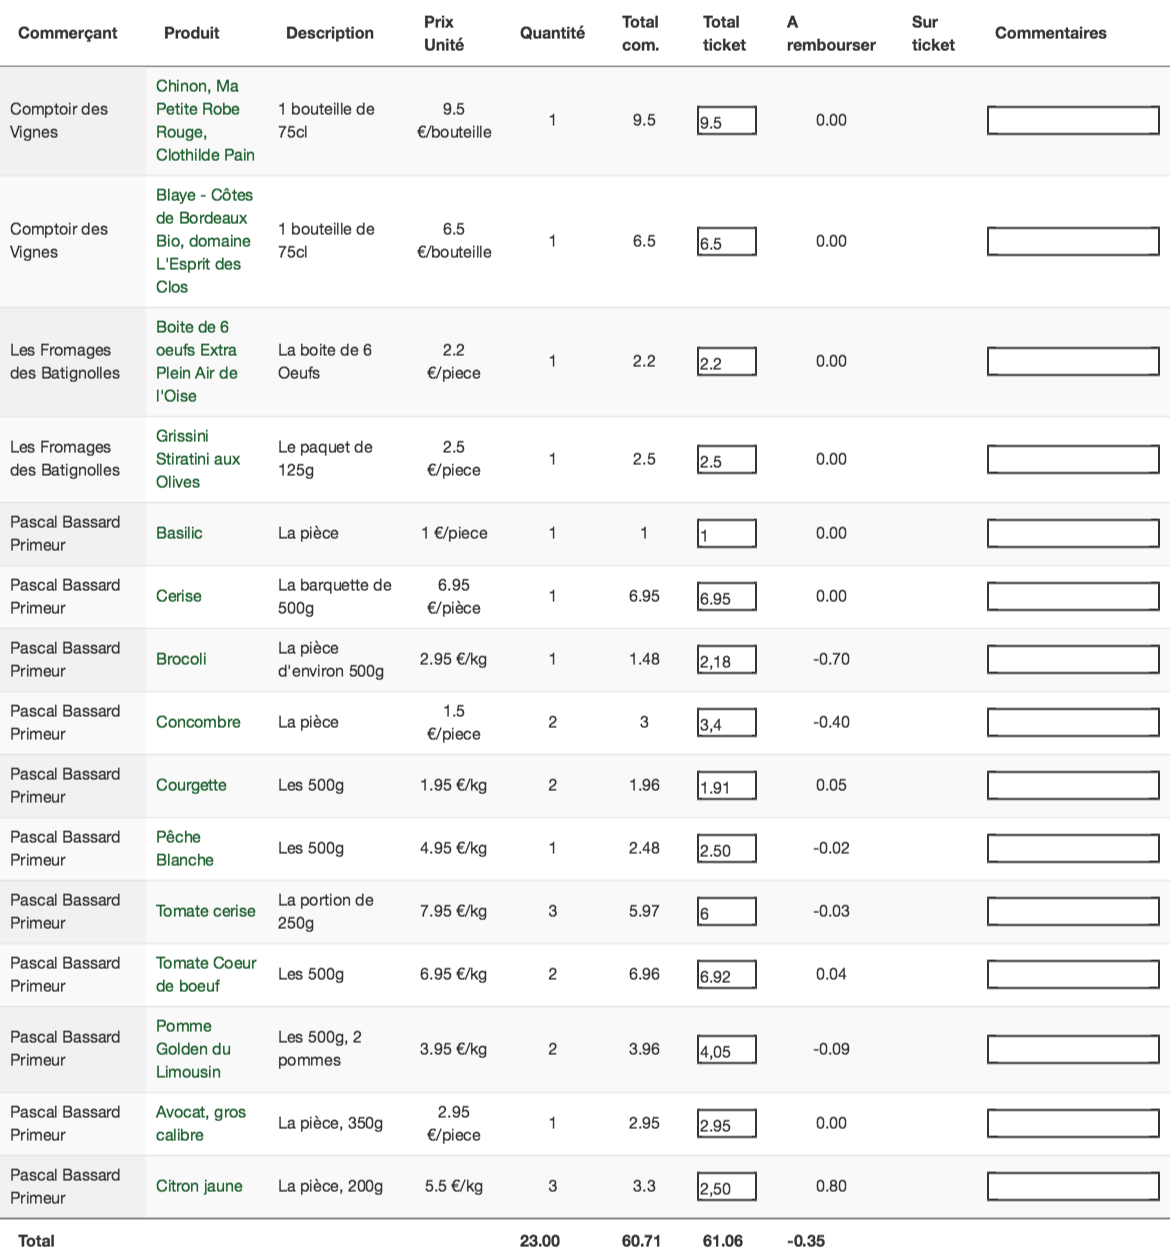 Commerçant Produit Description Prix Unité Quantité Total com. Total ticket A rembourser Sur ticket Commentaires
Comptoir des Vignes Chinon, Ma Petite Robe Rouge, Clothilde Pain 1 bouteille de 75cl 9.5 €/bouteille 1 9.5 9.5 0.00
Comptoir des Vignes Blaye - Côtes de Bordeaux Bio, domaine L'Esprit des Clos 1 bouteille de 75cl 6.5 €/bouteille 1 6.5 6.5 0.00
Les Fromages des Batignolles Boite de 6 oeufs Extra Plein Air de l'Oise La boite de 6 Oeufs 2.2 €/piece 1 2.2 2.2 0.00
Les Fromages des Batignolles Grissini Stiratini aux Olives Le paquet de 125g 2.5 €/piece 1 2.5 2.5 0.00
Pascal Bassard Primeur Basilic La pièce 1 €/piece 1 1 1 0.00
Pascal Bassard Primeur Cerise La barquette de 500g 6.95 €/pièce 1 6.95 6.95 0.00
Pascal Bassard Primeur Brocoli La pièce d'environ 500g 2.95 €/kg 1 1.48 2,18 -0.70
Pascal Bassard Primeur Concombre La pièce 1.5 €/piece 2 3 3,4 -0.40
Pascal Bassard Primeur Courgette Les 500g 1.95 €/kg 2 1.96 1.91 0.05
Pascal Bassard Primeur Pêche Blanche Les 500g 4.95 €/kg 1 2.48 2.50 -0.02
Pascal Bassard Primeur Tomate cerise La portion de 250g 7.95 €/kg 3 5.97 6 -0.03
Pascal Bassard Primeur Tomate Coeur de boeuf Les 500g 6.95 €/kg 2 6.96 6.92 0.04
Pascal Bassard Primeur Pomme Golden du Limousin Les 500g, 2 pommes 3.95 €/kg 2 3.96 4,05 -0.09
Pascal Bassard Primeur Avocat, gros calibre La pièce, 350g 2.95 €/piece 1 2.95 2.95 0.00
Pascal Bassard Primeur Citron jaune La pièce, 200g 5.5 €/kg 3 3.3 2,50 0.80
Total 23.00 60.71 61.06 -0.35